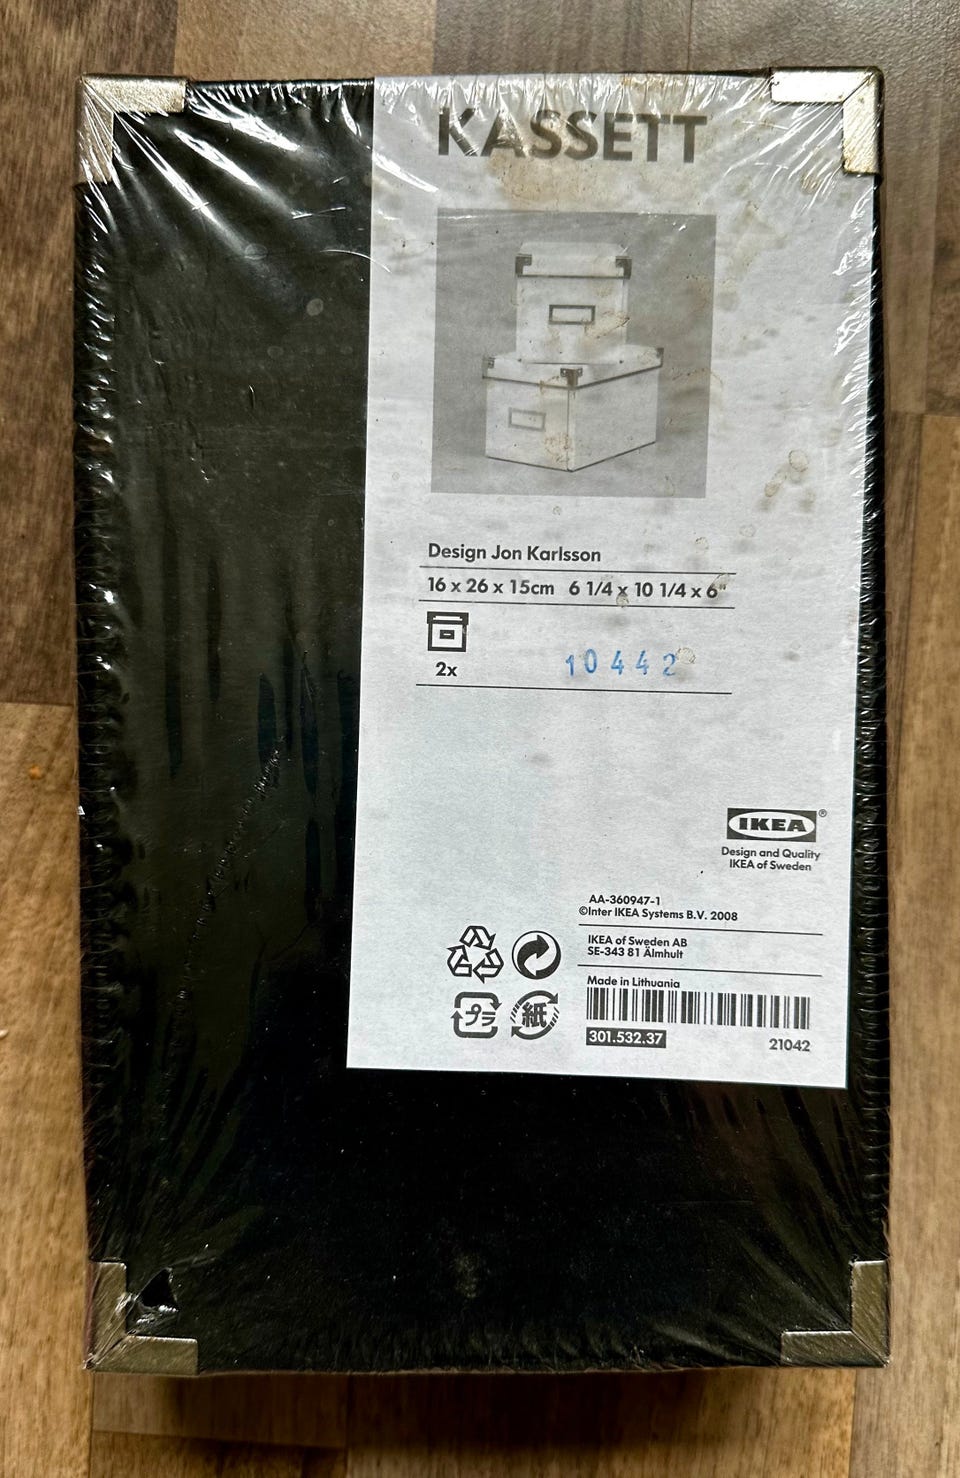 KASSETT
Design Jon Karlsson
16 x 26 x 15cm 6 1/4 x 10 1/4 x 6"
2x
10442
IKEA®
Design and Quality
IKEA of Sweden
AA-360947-1
©Inter IKEA Systems B.V. 2008
IKEA of Sweden AB
SE-343 81 Älmhult
Made in Lithuania
プラ
紙
301.532.37
21042